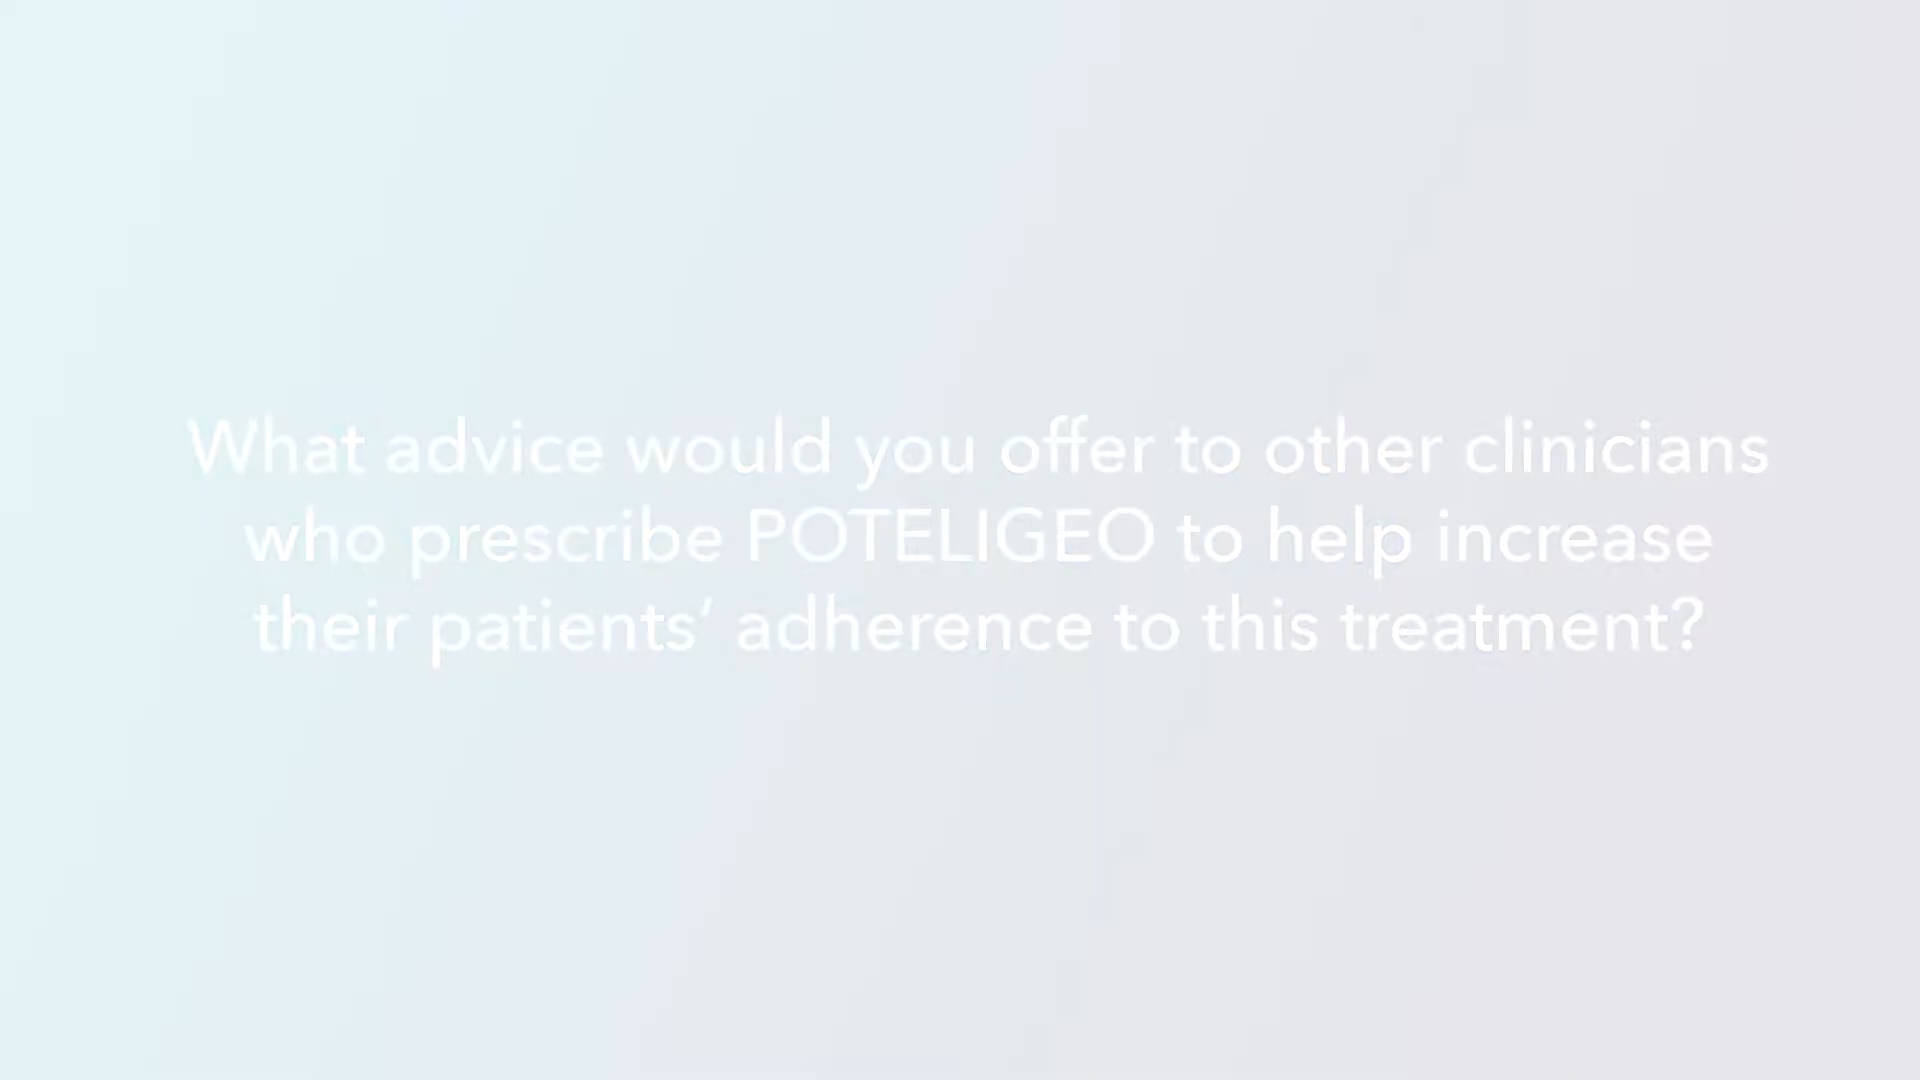 What advice would you offer to other clinicians
who prescribe POTELIGEO to help increase
their patients’ adherence to this treatment?